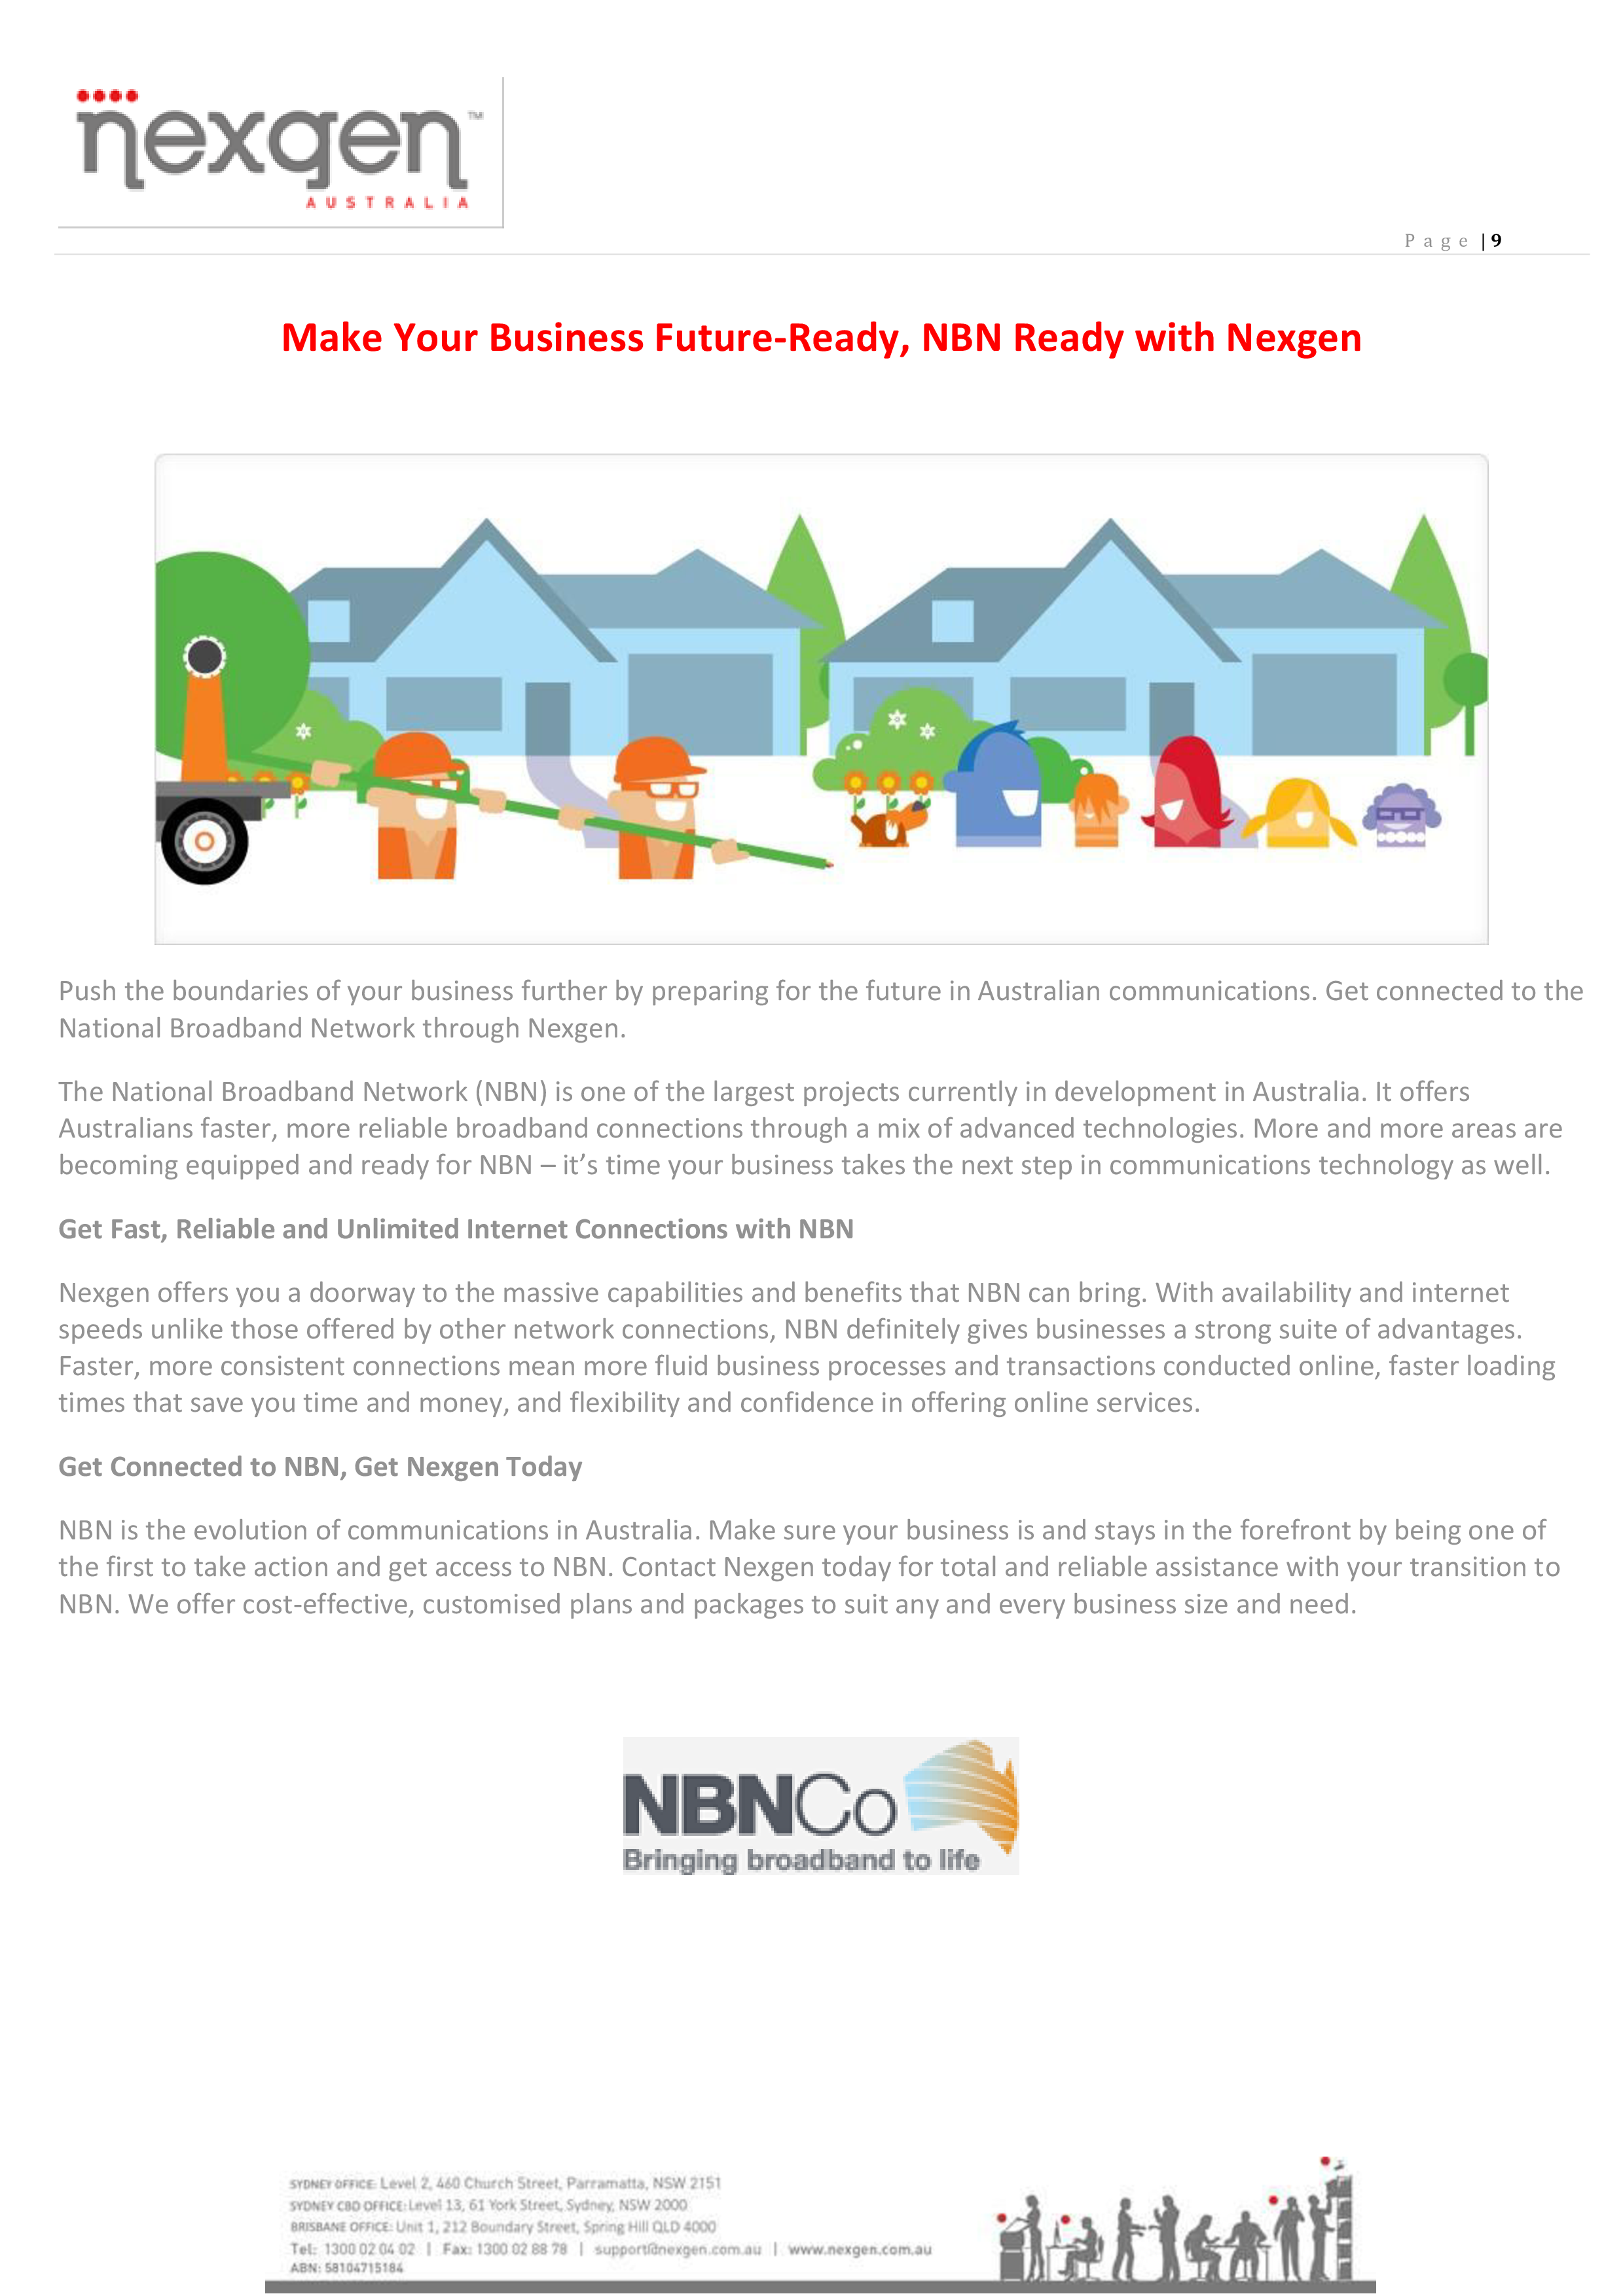 nexgen™
AUSTRALIA
Page | 9
Make Your Business Future-Ready, NBN Ready with Nexgen
Push the boundaries of your business further by preparing for the future in Australian communications. Get connected to the
National Broadband Network through Nexgen.
The National Broadband Network (NBN) is one of the largest projects currently in development in Australia. It offers
Australians faster, more reliable broadband connections through a mix of advanced technologies. More and more areas are
becoming equipped and ready for NBN – it’s time your business takes the next step in communications technology as well.
Get Fast, Reliable and Unlimited Internet Connections with NBN
Nexgen offers you a doorway to the massive capabilities and benefits that NBN can bring. With availability and internet
speeds unlike those offered by other network connections, NBN definitely gives businesses a strong suite of advantages.
Faster, more consistent connections mean more fluid business processes and transactions conducted online, faster loading
times that save you time and money, and flexibility and confidence in offering online services.
Get Connected to NBN, Get Nexgen Today
NBN is the evolution of communications in Australia. Make sure your business is and stays in the forefront by being one of
the first to take action and get access to NBN. Contact Nexgen today for total and reliable assistance with your transition to
NBN. We offer cost-effective, customised plans and packages to suit any and every business size and need.
NBNCo
Bringing broadband to life
SYDNEY OFFICE: Level 2, 460 Church Street, Parramatta, NSW 2151
SYDNEY CBD OFFICE: Level 13, 61 York Street, Sydney, NSW 2000
BRISBANE OFFICE: Unit 1, 212 Boundary Street, Spring Hill QLD 4000
Tel: 1300 02 04 02 | Fax: 1300 02 88 78 | support@nexgen.com.au | www.nexgen.com.au
ABN: 58104715184